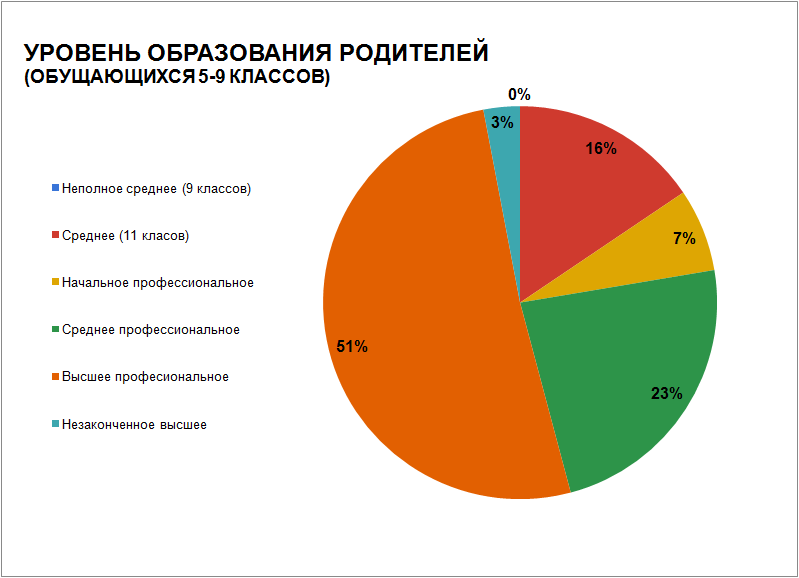 УРОВЕНЬ ОБРАЗОВАНИЯ РОДИТЕЛЕЙ
(ОБУЩАЮЩИХСЯ 5-9 КЛАССОВ)
0%
3%
16%
Неполное среднее (9 классов)
Среднее (11 класов)
7%
Начальное профессиональное
Среднее профессиональное
51%
Высшее професиональное
23%
Незаконченное высшее